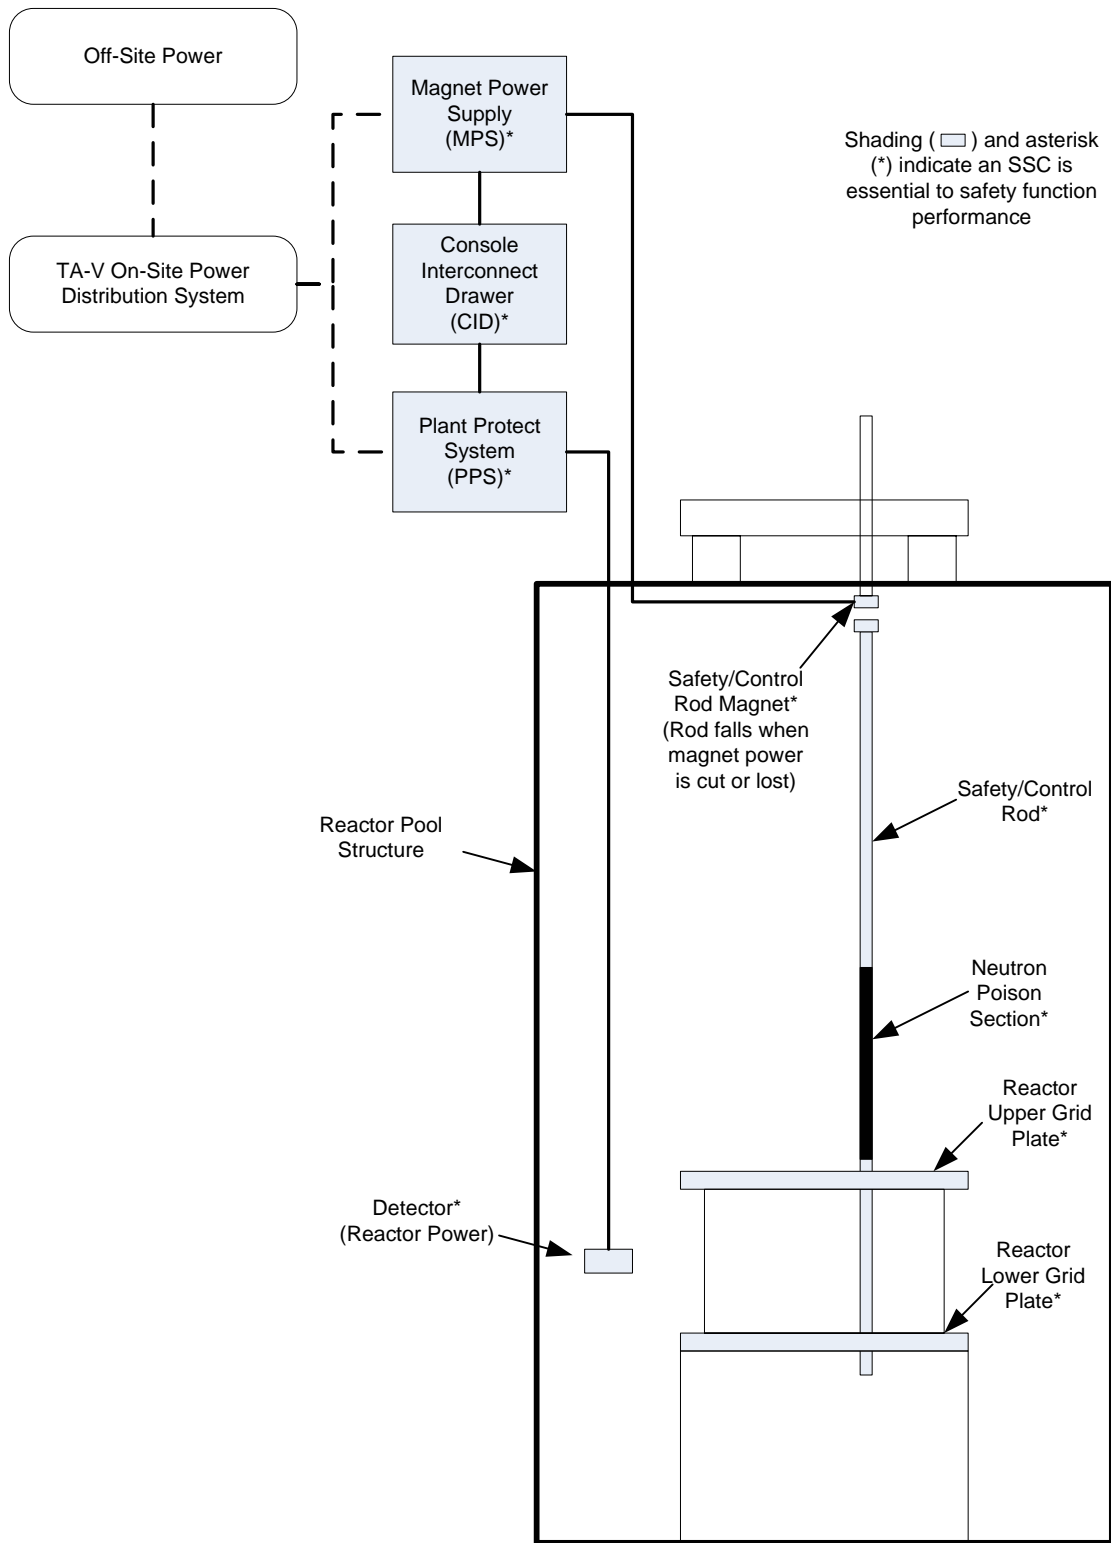 Off-Site Power
TA-V On-Site Power
Distribution System
Magnet Power
Supply
(MPS)*
Console
Interconnect
Drawer
(CID)*
Plant Protect
System
(PPS)*
Shading ( ) and asterisk
(*) indicate an SSC is
essential to safety function
performance
Safety/Control
Rod Magnet*
(Rod falls when
magnet power
is cut or lost)
Safety/Control
Rod*
Reactor Pool
Structure
Neutron
Poison
Section*
Reactor
Upper Grid
Plate*
Detector*
(Reactor Power)
Reactor
Lower Grid
Plate*